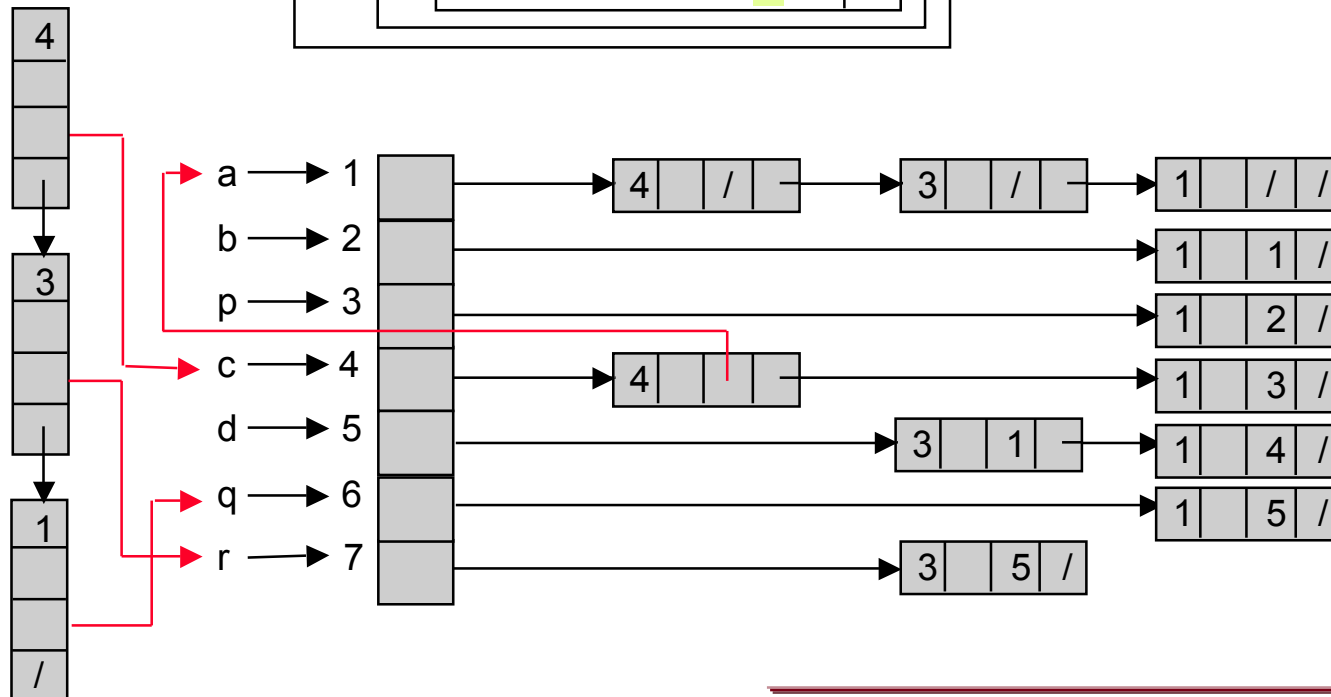 4
a 1 4 / 3 / 1 / /
b 2 1 1 /
3 p 3 1 2 /
c 4 4 1 3 /
d 5 3 1 1 4 /
q 6 1 5 /
1 r 7 3 5 /
/